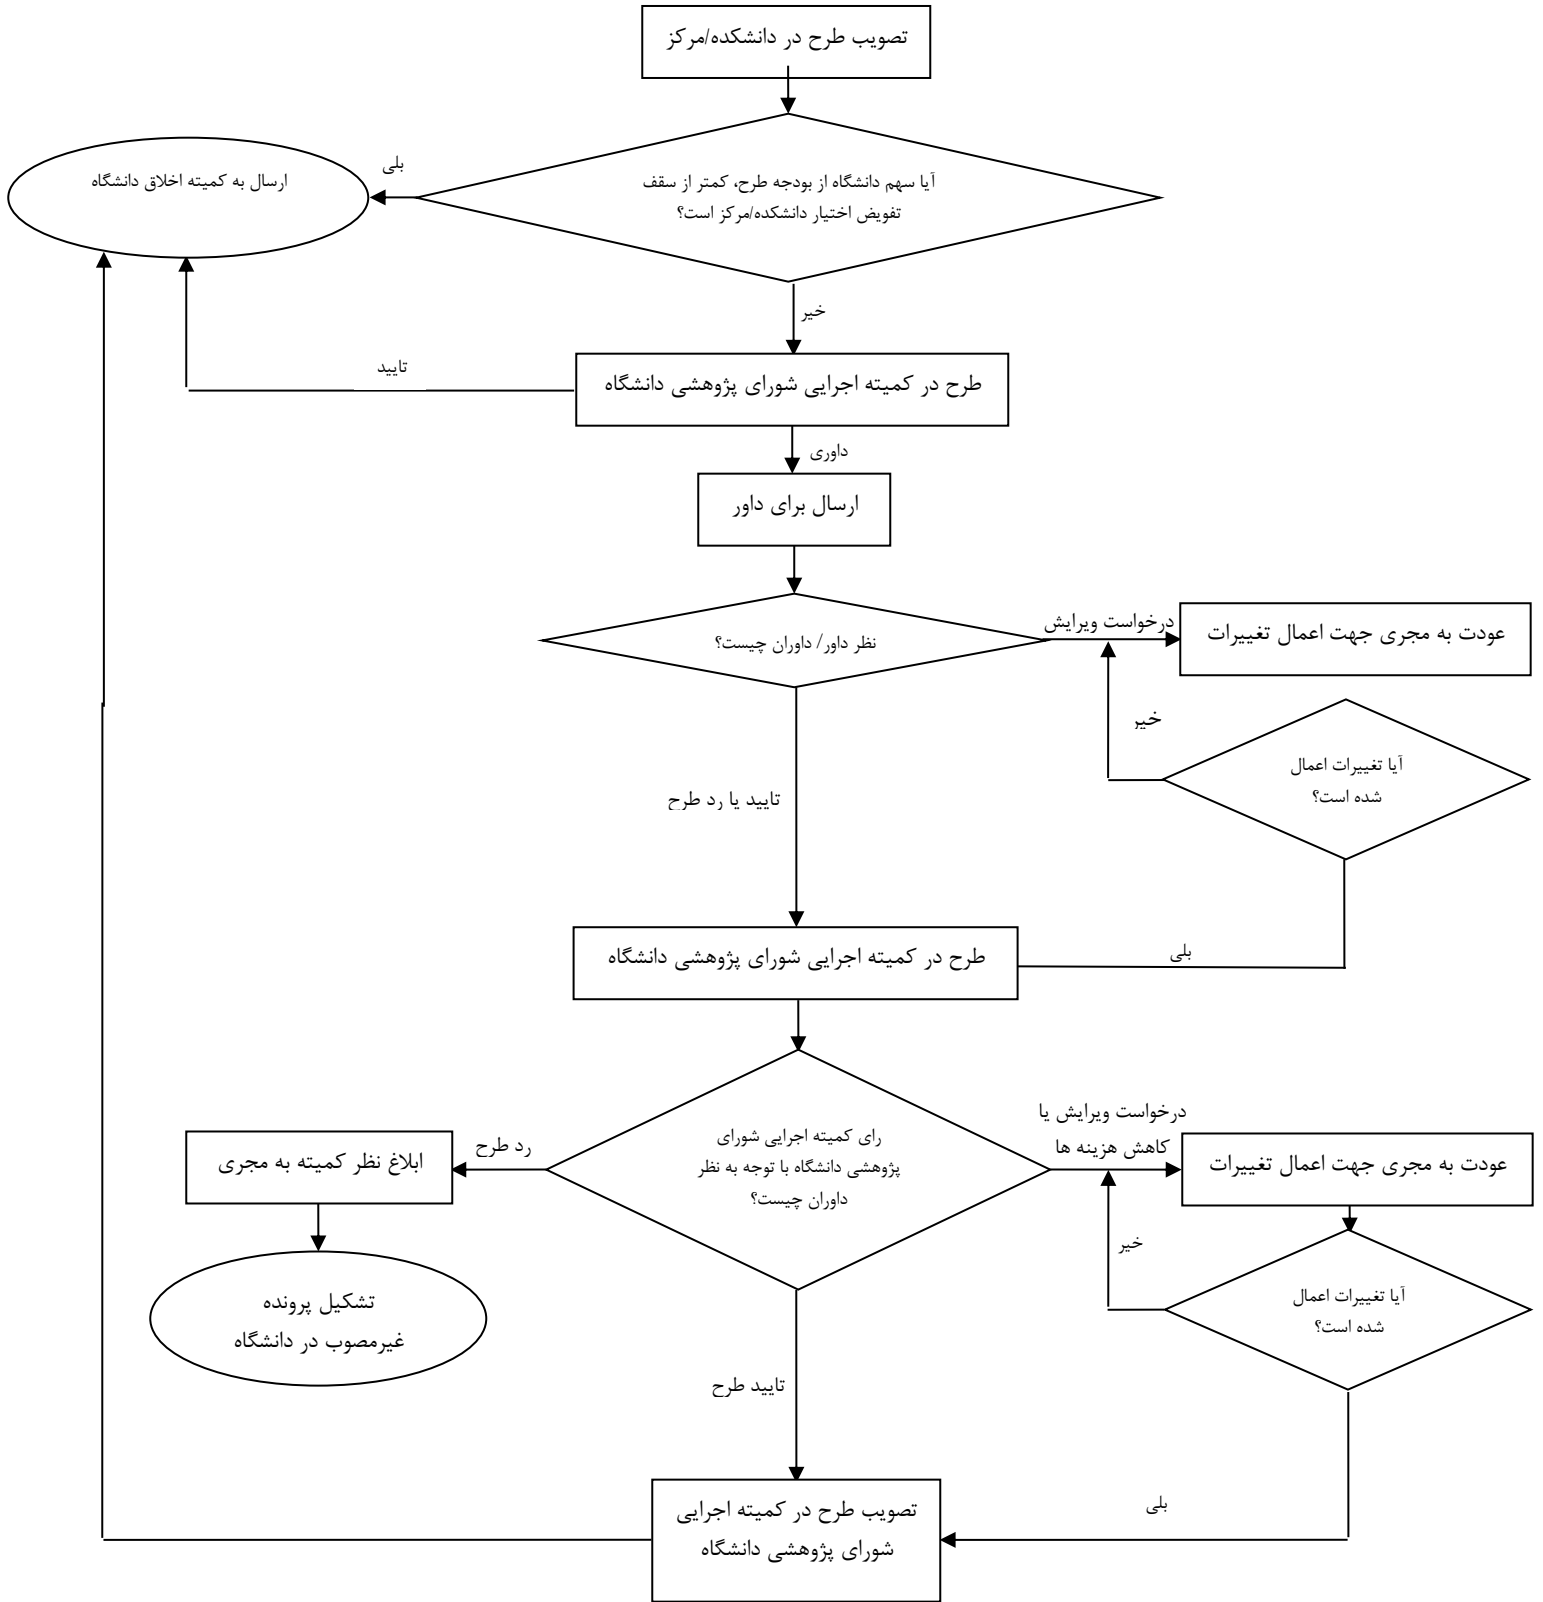 تصویب طرح در دانشکده/مرکز
آیا سهم دانشگاه از بودجه طرح، کمتر از سقف
تفویض اختیار دانشکده/مرکز است؟
بلی
ارسال به کمیته اخلاق دانشگاه
خیر
طرح در کمیته اجرایی شورای پژوهشی دانشگاه
تایید
داوری
ارسال برای داور
نظر داور/ داوران چیست؟
درخواست ویرایش
عودت به مجری جهت اعمال تغییرات
خیر
آیا تغییرات اعمال
شده است؟
تایید یا رد طرح
بلی
طرح در کمیته اجرایی شورای پژوهشی دانشگاه
رای کمیته اجرایی شورای
پژوهشی دانشگاه با توجه به نظر
داوران چیست؟
درخواست ویرایش یا
کاهش هزینه ها
عودت به مجری جهت اعمال تغییرات
رد طرح
ابلاغ نظر کمیته به مجری
خیر
آیا تغییرات اعمال
شده است؟
تشکیل پرونده
غیرمصوب در دانشگاه
تایید طرح
بلی
تصویب طرح در کمیته اجرایی
شورای پژوهشی دانشگاه